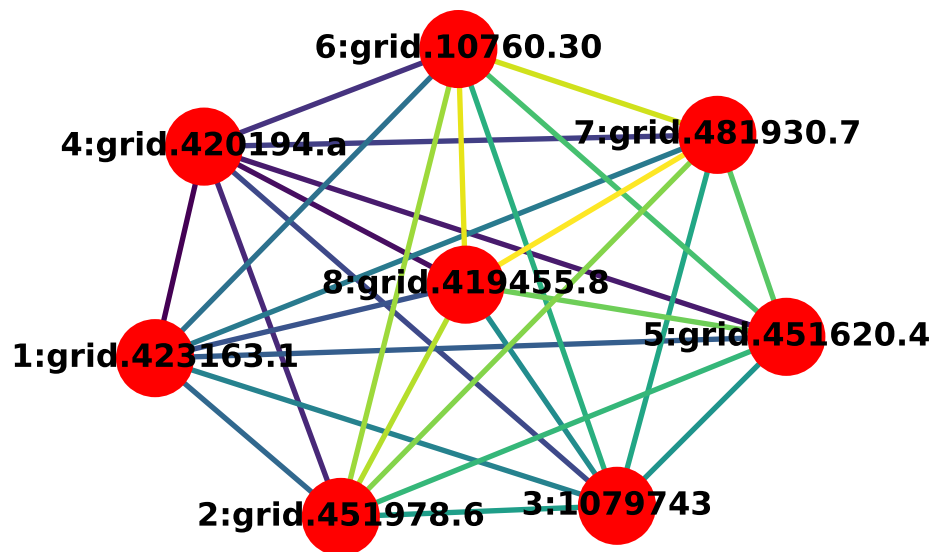 6:grid.10760.30
7:grid.481930.7
4:grid.420194.a
8:grid.419455.8
5:grid.451620.4
1:grid.423163.1
3:1079743
2:grid.451978.6